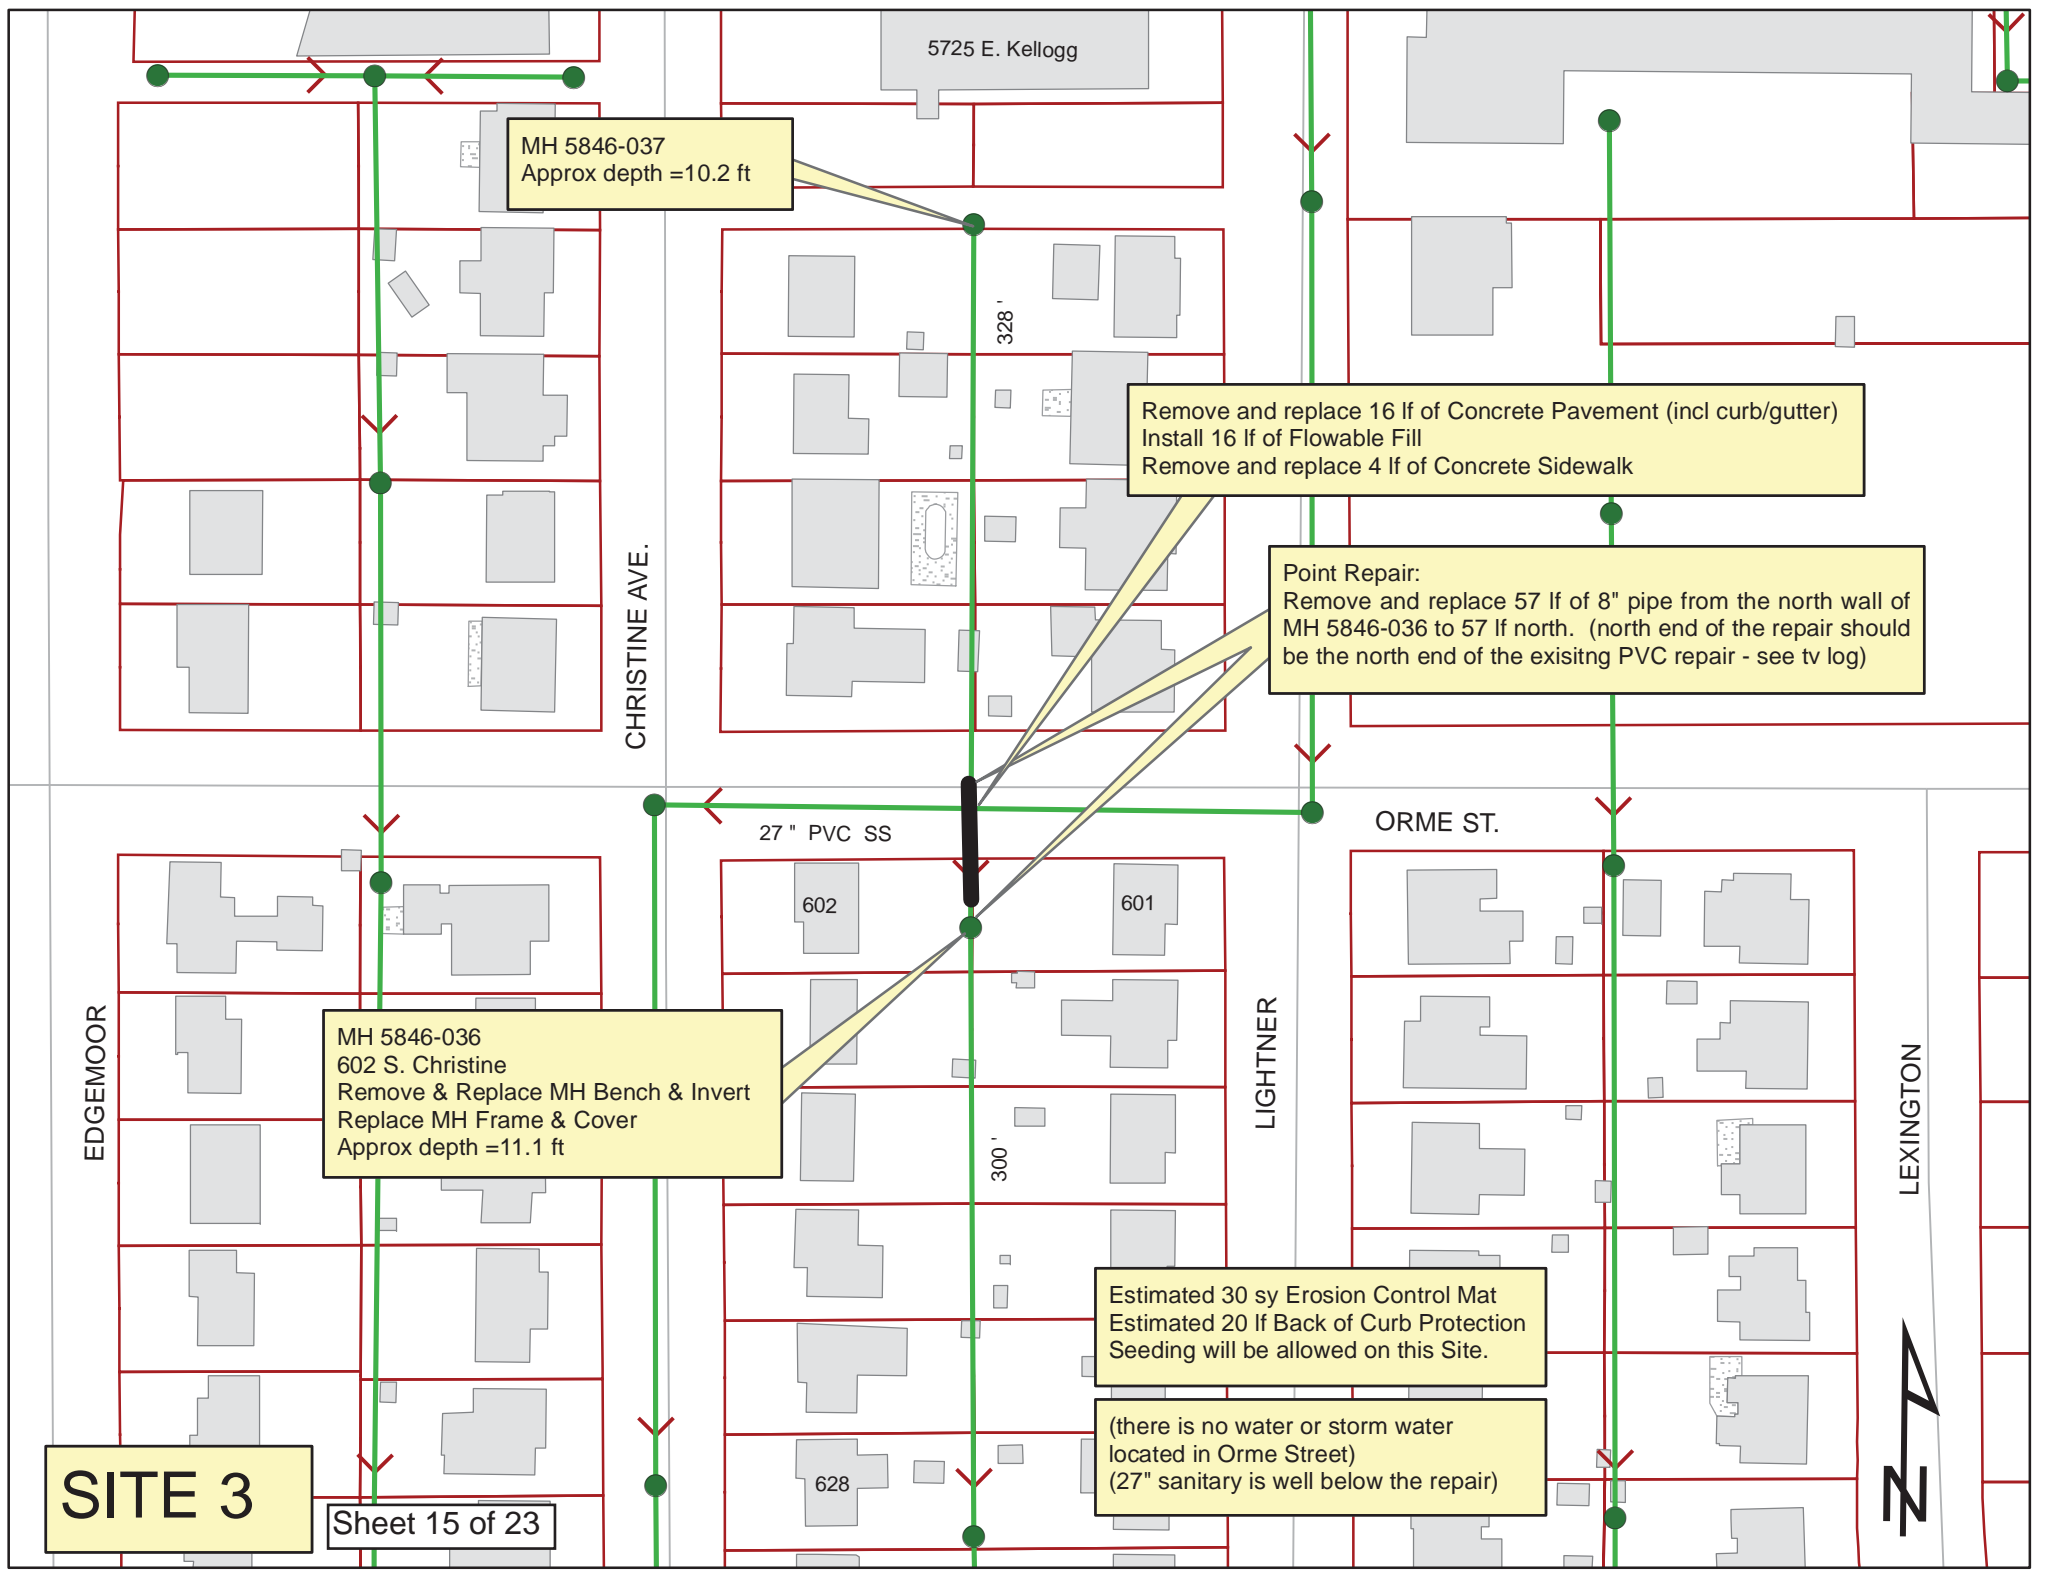 5725 E. Kellogg
MH 5846-037
Approx depth =10.2 ft
328 '
Remove and replace 16 lf of Concrete Pavement (incl curb/gutter)
Install 16 lf of Flowable Fill
Remove and replace 4 lf of Concrete Sidewalk
Point Repair:
Remove and replace 57 lf of 8" pipe from the north wall of
MH 5846-036 to 57 lf north.  (north end of the repair should
be the north end of the exisitng PVC repair - see tv log)
CHRISTINE AVE.
27 "  PVC  SS
ORME ST.
602
601
EDGEMOOR
MH 5846-036
602 S. Christine
Remove & Replace MH Bench & Invert
Replace MH Frame & Cover
Approx depth =11.1 ft
LIGHTNER
LEXINGTON
300 '
Estimated 30 sy Erosion Control Mat
Estimated 20 lf Back of Curb Protection
Seeding will be allowed on this Site.
(there is no water or storm water
located in Orme Street)
(27" sanitary is well below the repair)
628
SITE 3
Sheet 15 of 23
N